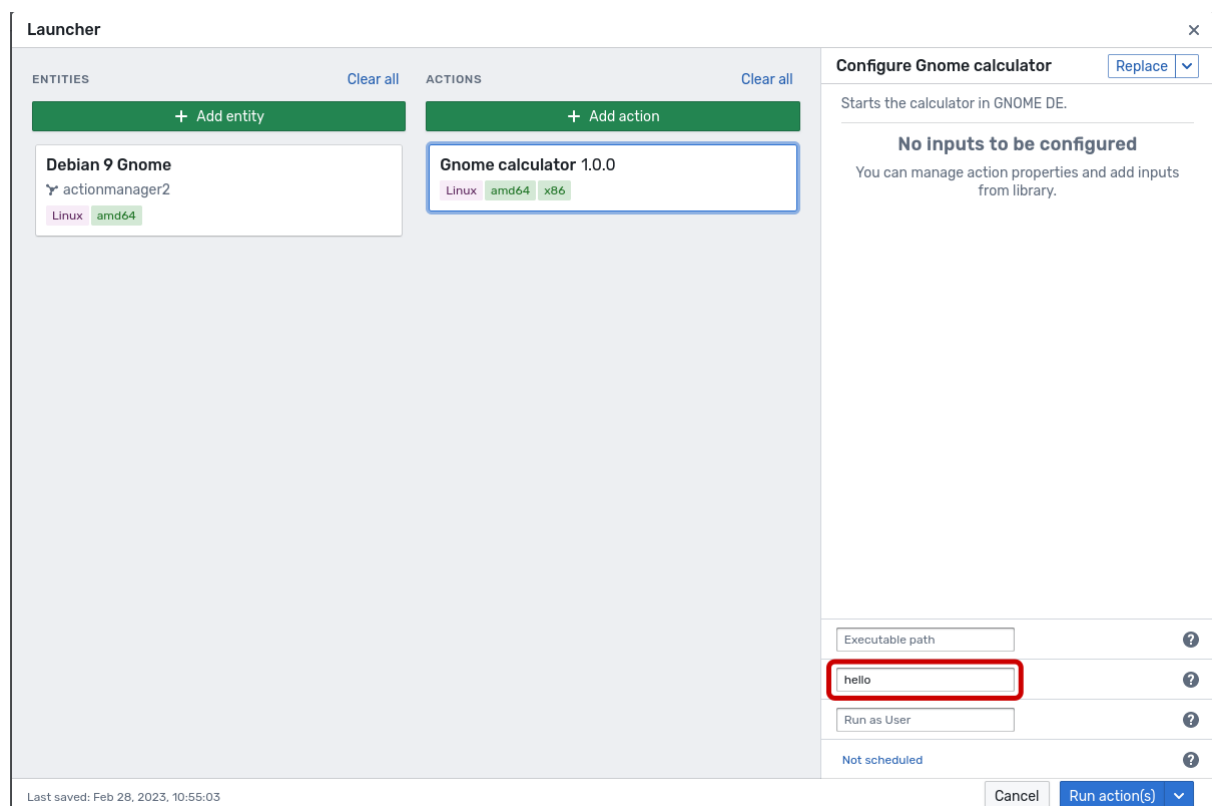 Launcher
ENTITIES
Clear all
+ Add entity
Debian 9 Gnome
actionmanager2
Linux amd64
ACTIONS
Clear all
+ Add action
Gnome calculator 1.0.0
Linux amd64 x86
Configure Gnome calculator
Replace
Starts the calculator in GNOME DE.
No inputs to be configured
You can manage action properties and add inputs
from library.
Executable path
hello
Run as User
Not scheduled
Last saved: Feb 28, 2023, 10:55:03
Cancel
Run action(s)